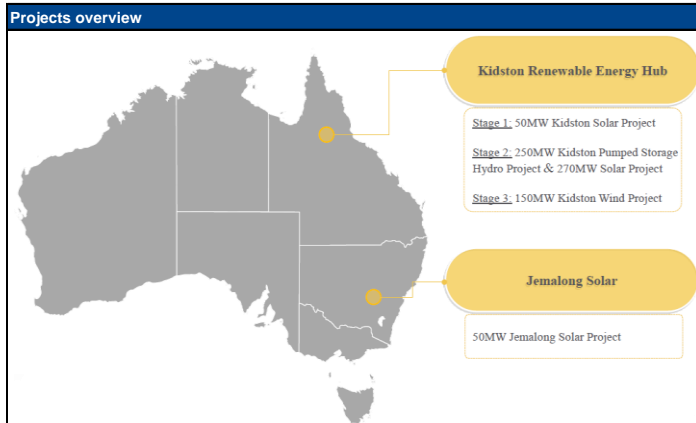 Projects overview
Kidston Renewable Energy Hub
Stage 1: 50MW Kidston Solar Project
Stage 2: 250MW Kidston Pumped Storage
Hydro Project & 270MW Solar Project
Stage 3: 150MW Kidston Wind Project
Jemalong Solar
50MW Jemalong Solar Project